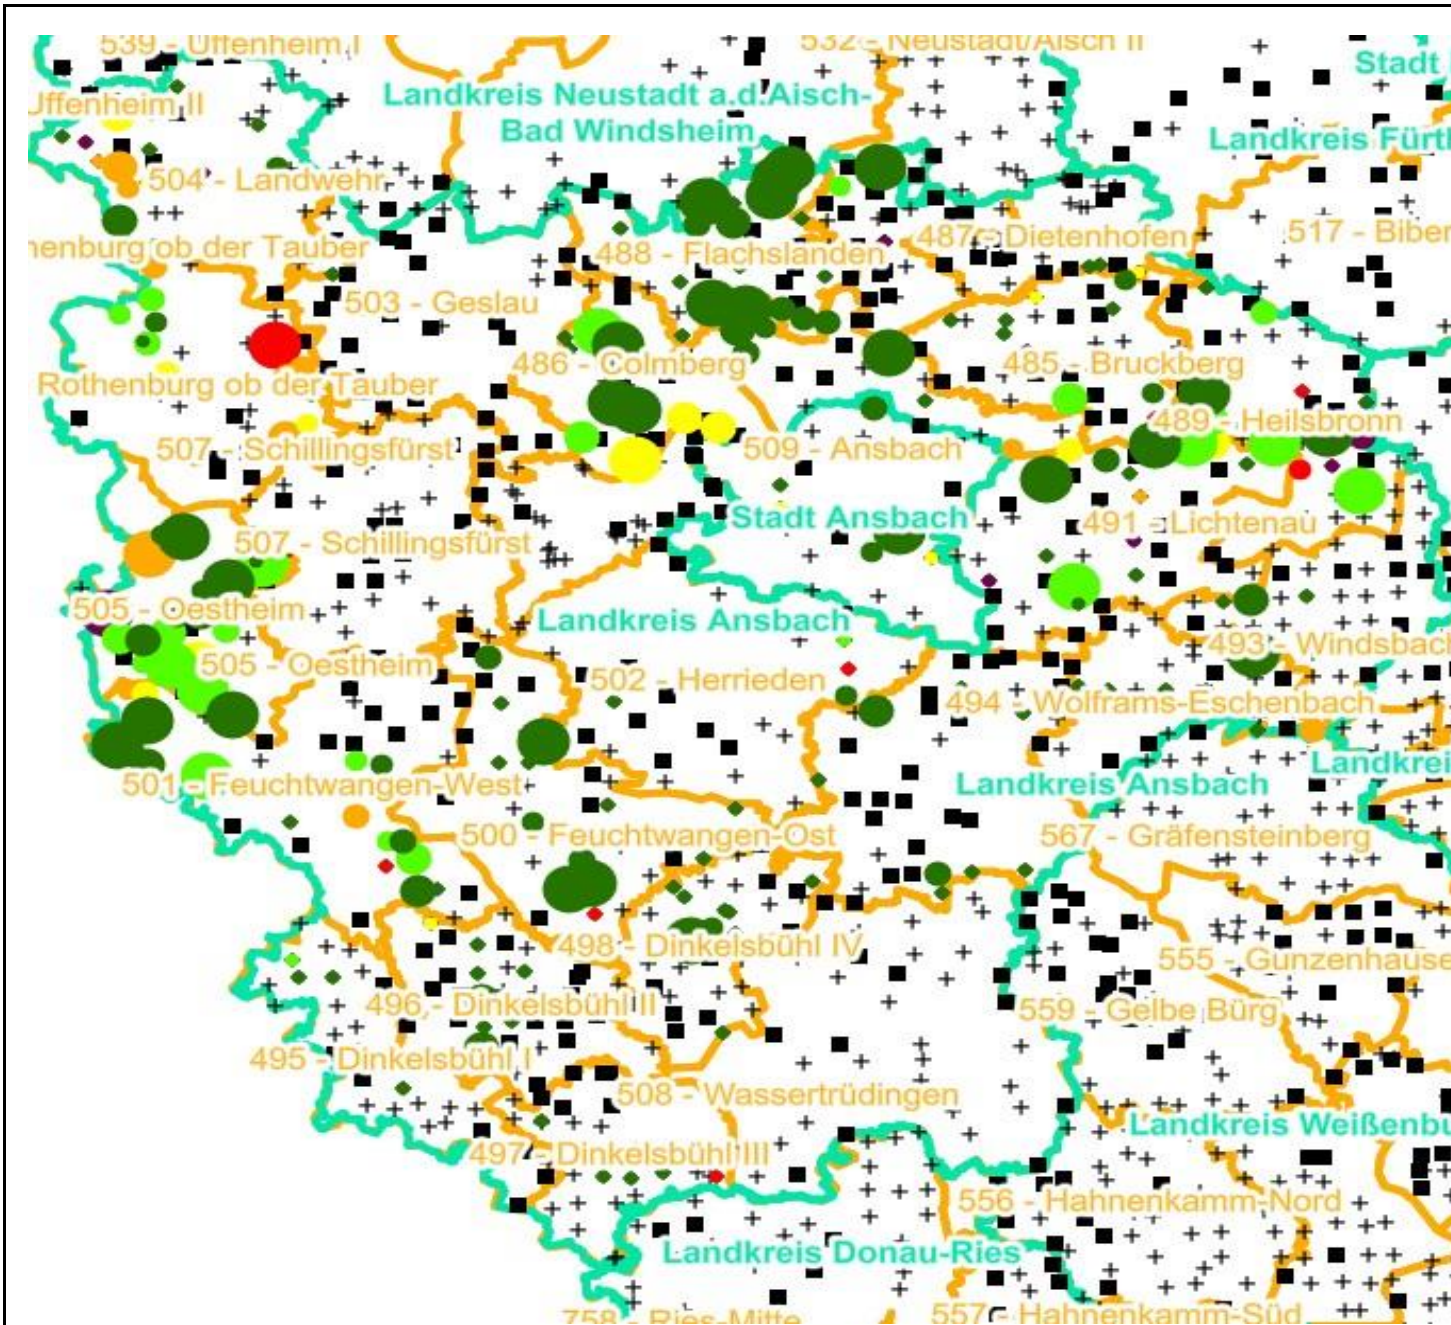 539 - Uffenheim I
532 - Neustadt/Aisch II
Stadt
Uffenheim II
Landkreis Neustadt a.d.Aisch-
Bad Windsheim
Landkreis Fürth
504 - Landwehr
henburg ob der Tauber
488 - Flachslanden
487 - Dietenhofen
517 - Biber
503 - Geslau
486 - Colmberg
485 - Bruckberg
Rothenburg ob der Tauber
489 - Heilsbronn
507 - Schillingsfürst
509 - Ansbach
Stadt Ansbach
491 - Lichtenau
507 - Schillingsfürst
505 - Oestheim
Landkreis Ansbach
493 - Windsbach
505 - Oestheim
502 - Herrieden
494 - Wolframs-Eschenbach
Landkrei
501 - Feuchtwangen-West
Landkreis Ansbach
500 - Feuchtwangen-Ost
567 - Gräfensteinberg
498 - Dinkelsbühl IV
555 - Gunzenhause
496 - Dinkelsbühl II
559 - Gelbe Bürg
495 - Dinkelsbühl I
508 - Wassertrüdingen
Landkreis Weißenbu
497 - Dinkelsbühl III
556 - Hahnenkamm-Nord
Landkreis Donau-Ries
758 - Ries-Mitte
557 - Hahnenkamm-Süd